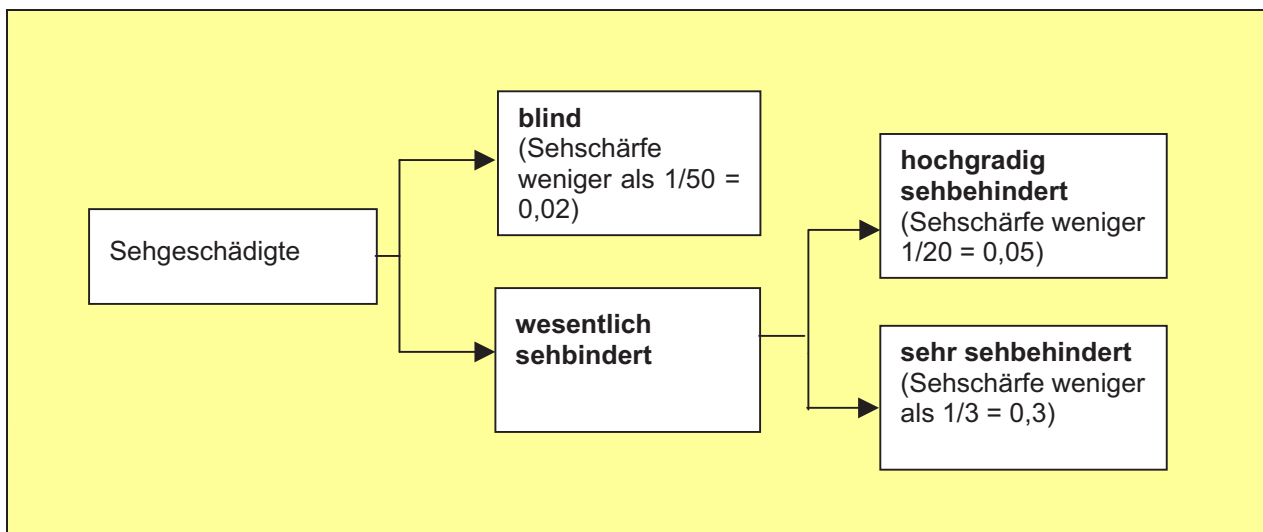 Sehgeschädigte
blind
(Sehschärfe
weniger als 1/50 =
0,02)
wesentlich
sehbindert
hochgradig
sehbehindert
(Sehschärfe weniger
1/20 = 0,05)
sehr sehbehindert
(Sehschärfe weniger
als 1/3 = 0,3)